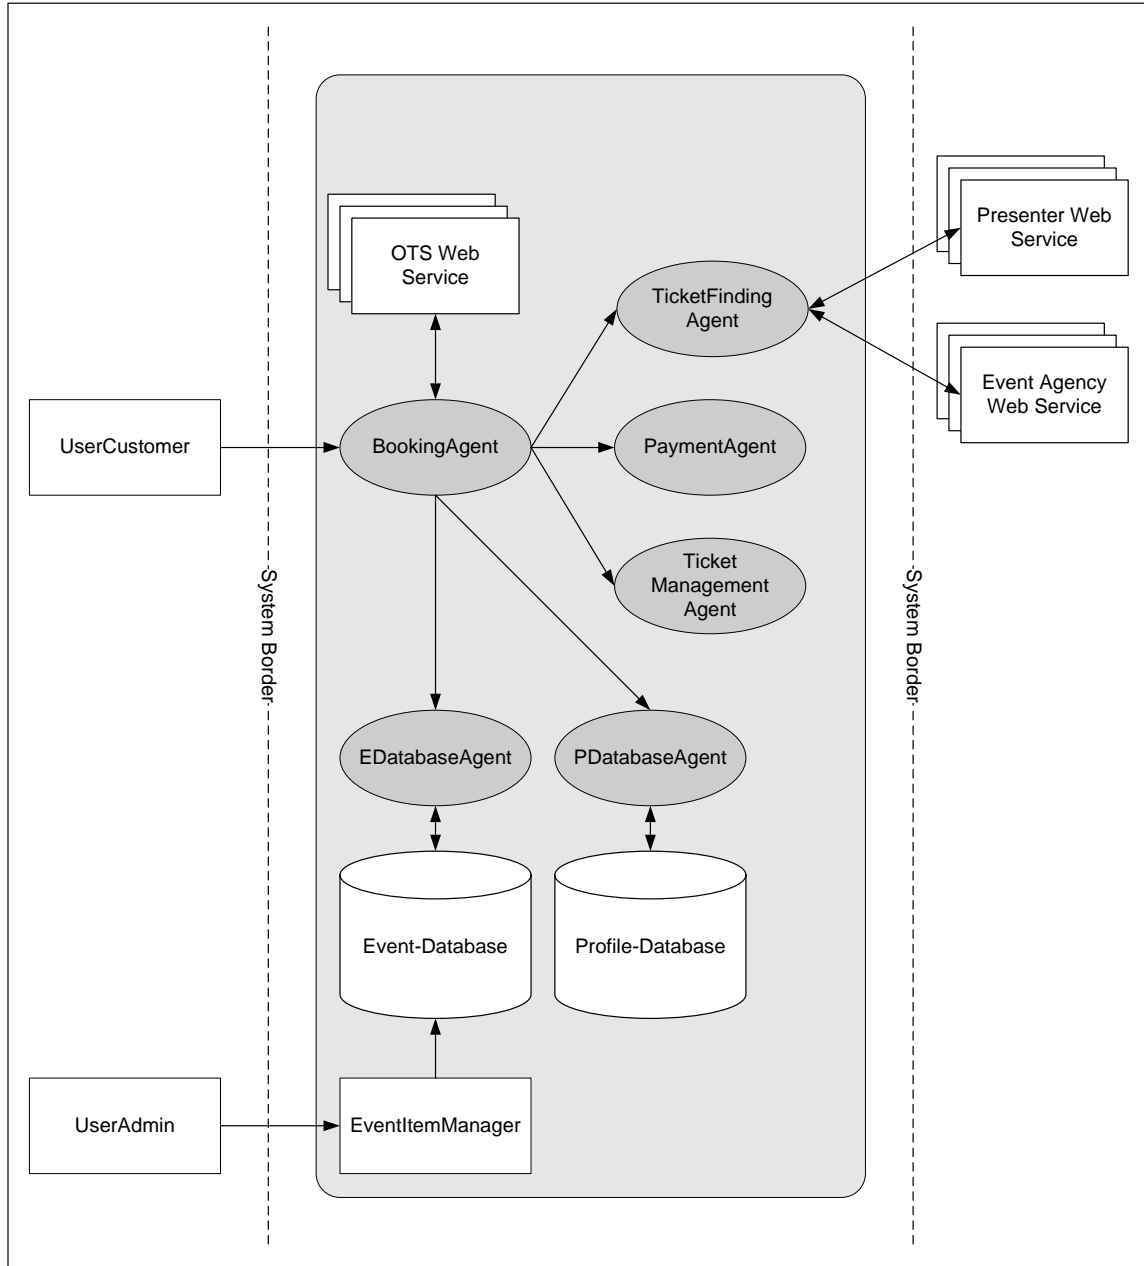 OTS Web
Service
Presenter Web
Service
TicketFinding
Agent
Event Agency
Web Service
UserCustomer
BookingAgent
PaymentAgent
Ticket
Management
Agent
System Border
System Border
EDatabaseAgent
PDatabaseAgent
Event-Database
Profile-Database
UserAdmin
EventItemManager